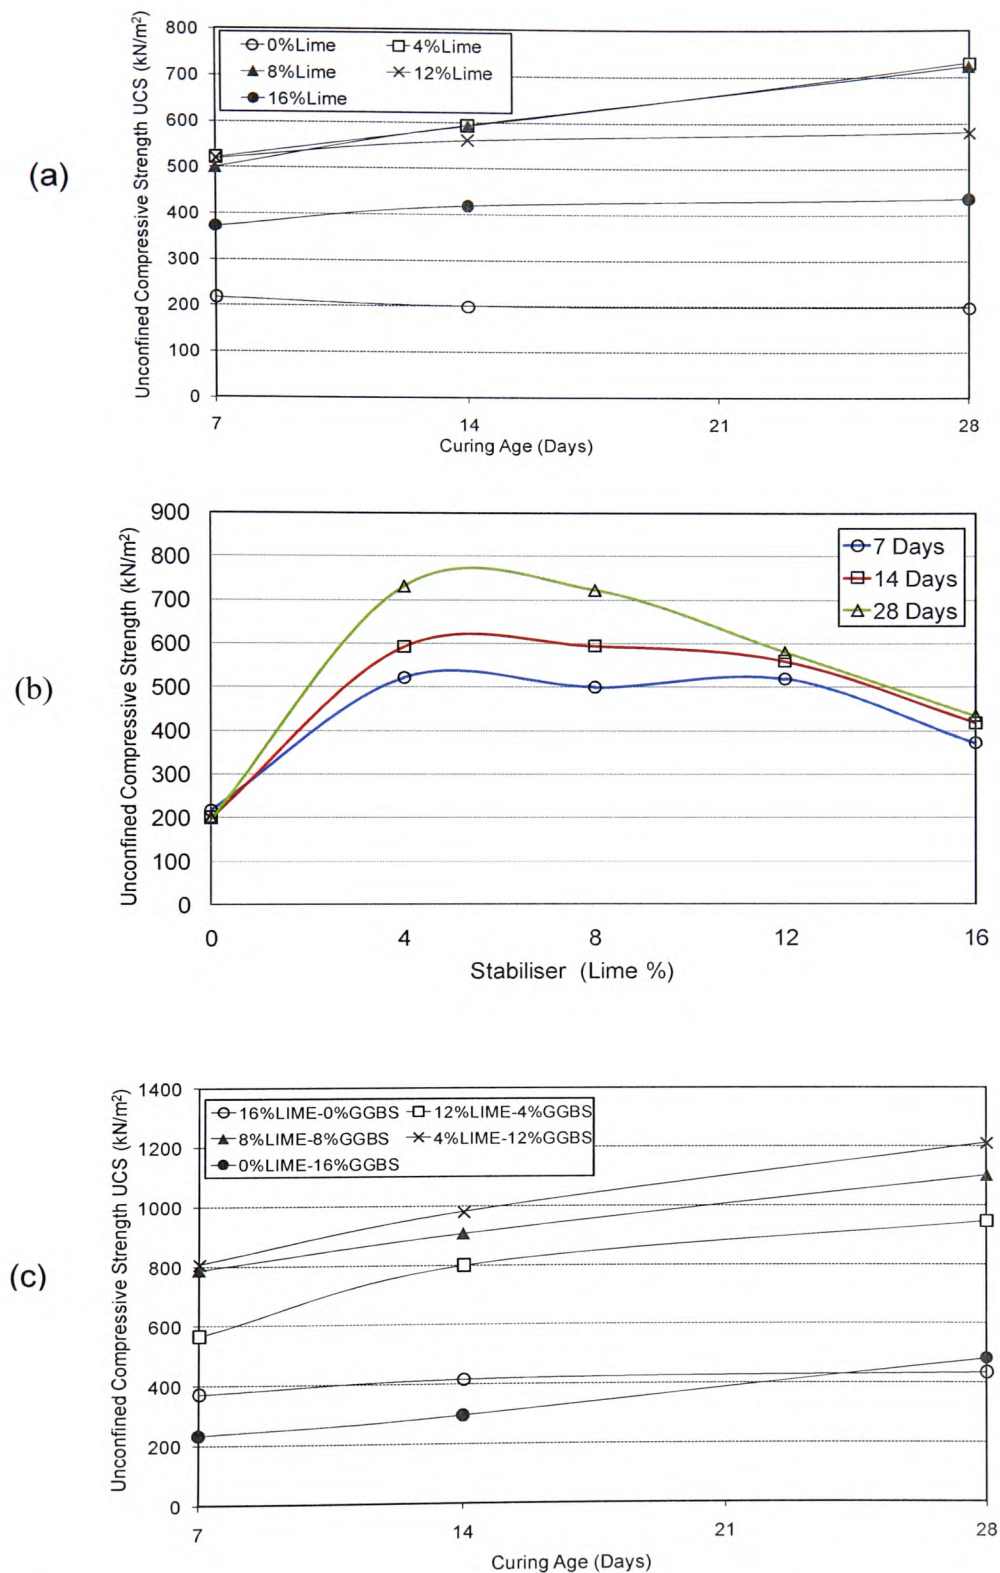 (a)
Unconfined Compressive Strength UCS (kN/m²)
800
700
600
500
400
300
200
100
0
0%Lime
4%Lime
8%Lime
12%Lime
16%Lime
7
14
21
28
Curing Age (Days)
(b)
Unconfined Compressive Strength (kN/m²)
900
800
700
600
500
400
300
200
100
0
7 Days
14 Days
28 Days
0
4
8
12
16
Stabiliser (Lime %)
(c)
Unconfined Compressive Strength UCS (kN/m²)
1400
1200
1000
800
600
400
200
0
16%LIME-0%GGBS
12%LIME-4%GGBS
8%LIME-8%GGBS
4%LIME-12%GGBS
0%LIME-16%GGBS
7
14
21
28
Curing Age (Days)